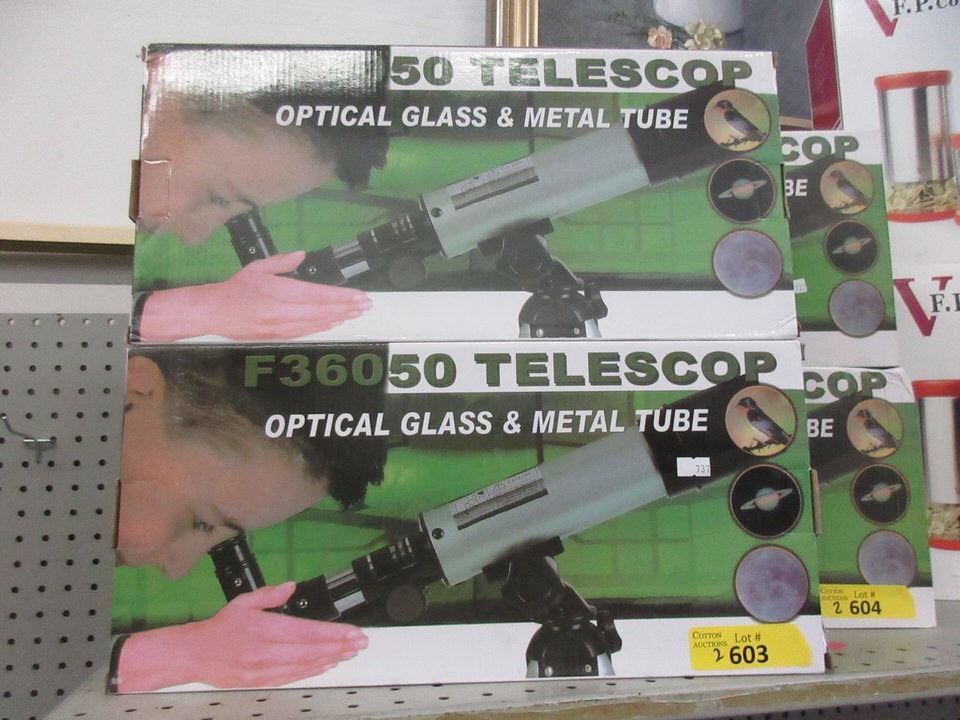 50 TELESCOP
OPTICAL GLASS & METAL TUBE
F36050 TELESCOP
OPTICAL GLASS & METAL TUBE
737
COTTON
AUCTIONS
Lot #
2 603
COP
BE
COP
BE
COTTON
AUCTIONS
Lot #
2 604
V
F.P.Co
V
F.